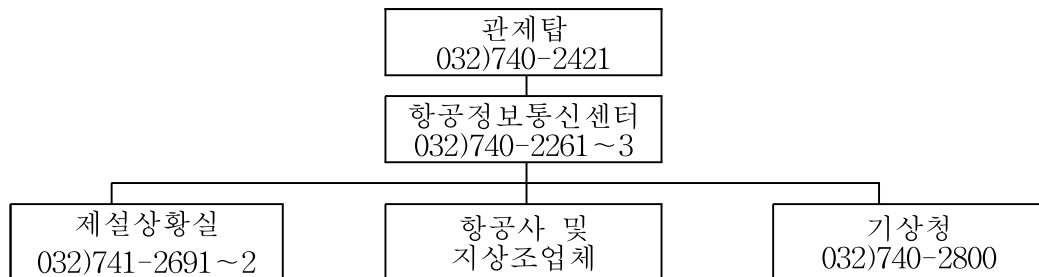 관제탑
032)740-2421
항공정보통신센터
032)740-2261~3
제설상황실
032)741-2691~2
항공사 및
지상조업체
기상청
032)740-2800